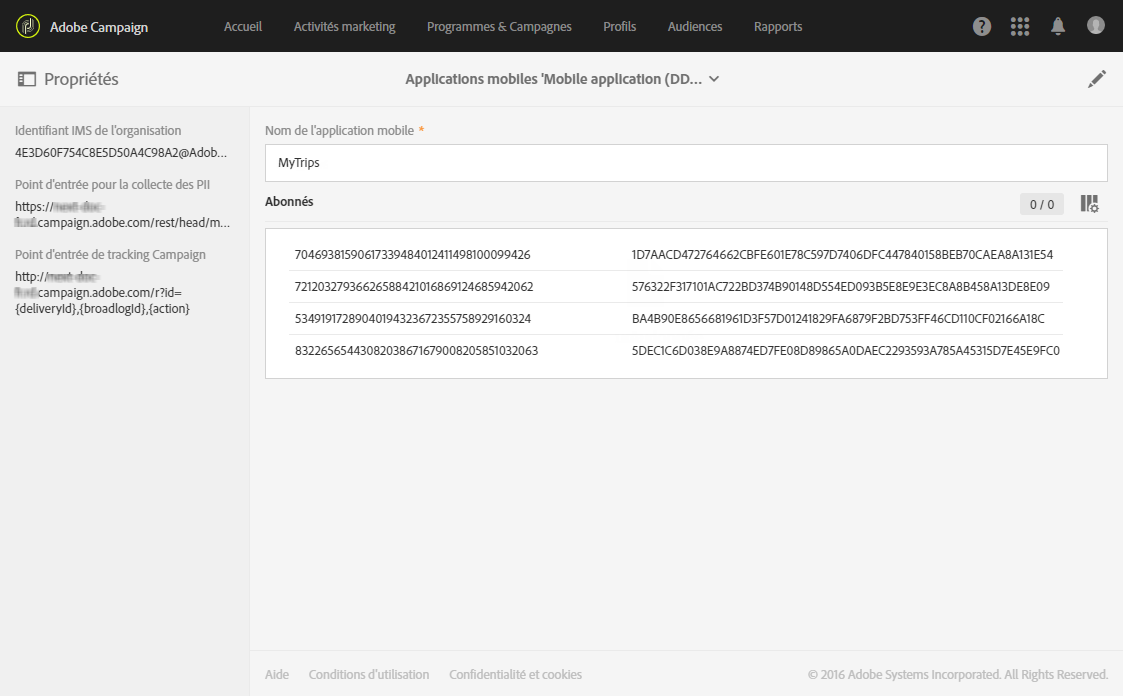 Adobe Campaign
Accueil
Activités marketing
Programmes & Campagnes
Profils
Audiences
Rapports
?
Propriétés
Applications mobiles 'Mobile application (DD...
Identifiant IMS de l'organisation
4E3D60F754C8E5D50A4C98A2@Adob...
Point d'entrée pour la collecte des PII
https://
.campaign.adobe.com/rest/head/m...
Point d'entrée de tracking Campaign
http://
.campaign.adobe.com/r?id=
{deliveryId},{broadlogId},{action}
Nom de l'application mobile *
MyTrips
Abonnés
0 / 0
70469381590617339484012411498100099426 1D7AACD472764662CBFE601E78C597D7406DFC447840158BEB70CAEA8A131E54
72120327936626588421016869124685942062 576322F317101AC722BD374B90148D554ED093B5E8E9E3EC8A8B458A13DE8E09
53491917289040194323672355758929160324 BA4B90E8656681961D3F57D01241829FA6879F2BD753FF46CD110CF02166A18C
83226565443082038671679008205851032063 5DEC1C6D038E9A8874ED7FE08D89865A0DAEC2293593A785A45315D7E45E9FC0
Aide
Conditions d'utilisation
Confidentialité et cookies
© 2016 Adobe Systems Incorporated. All Rights Reserved.